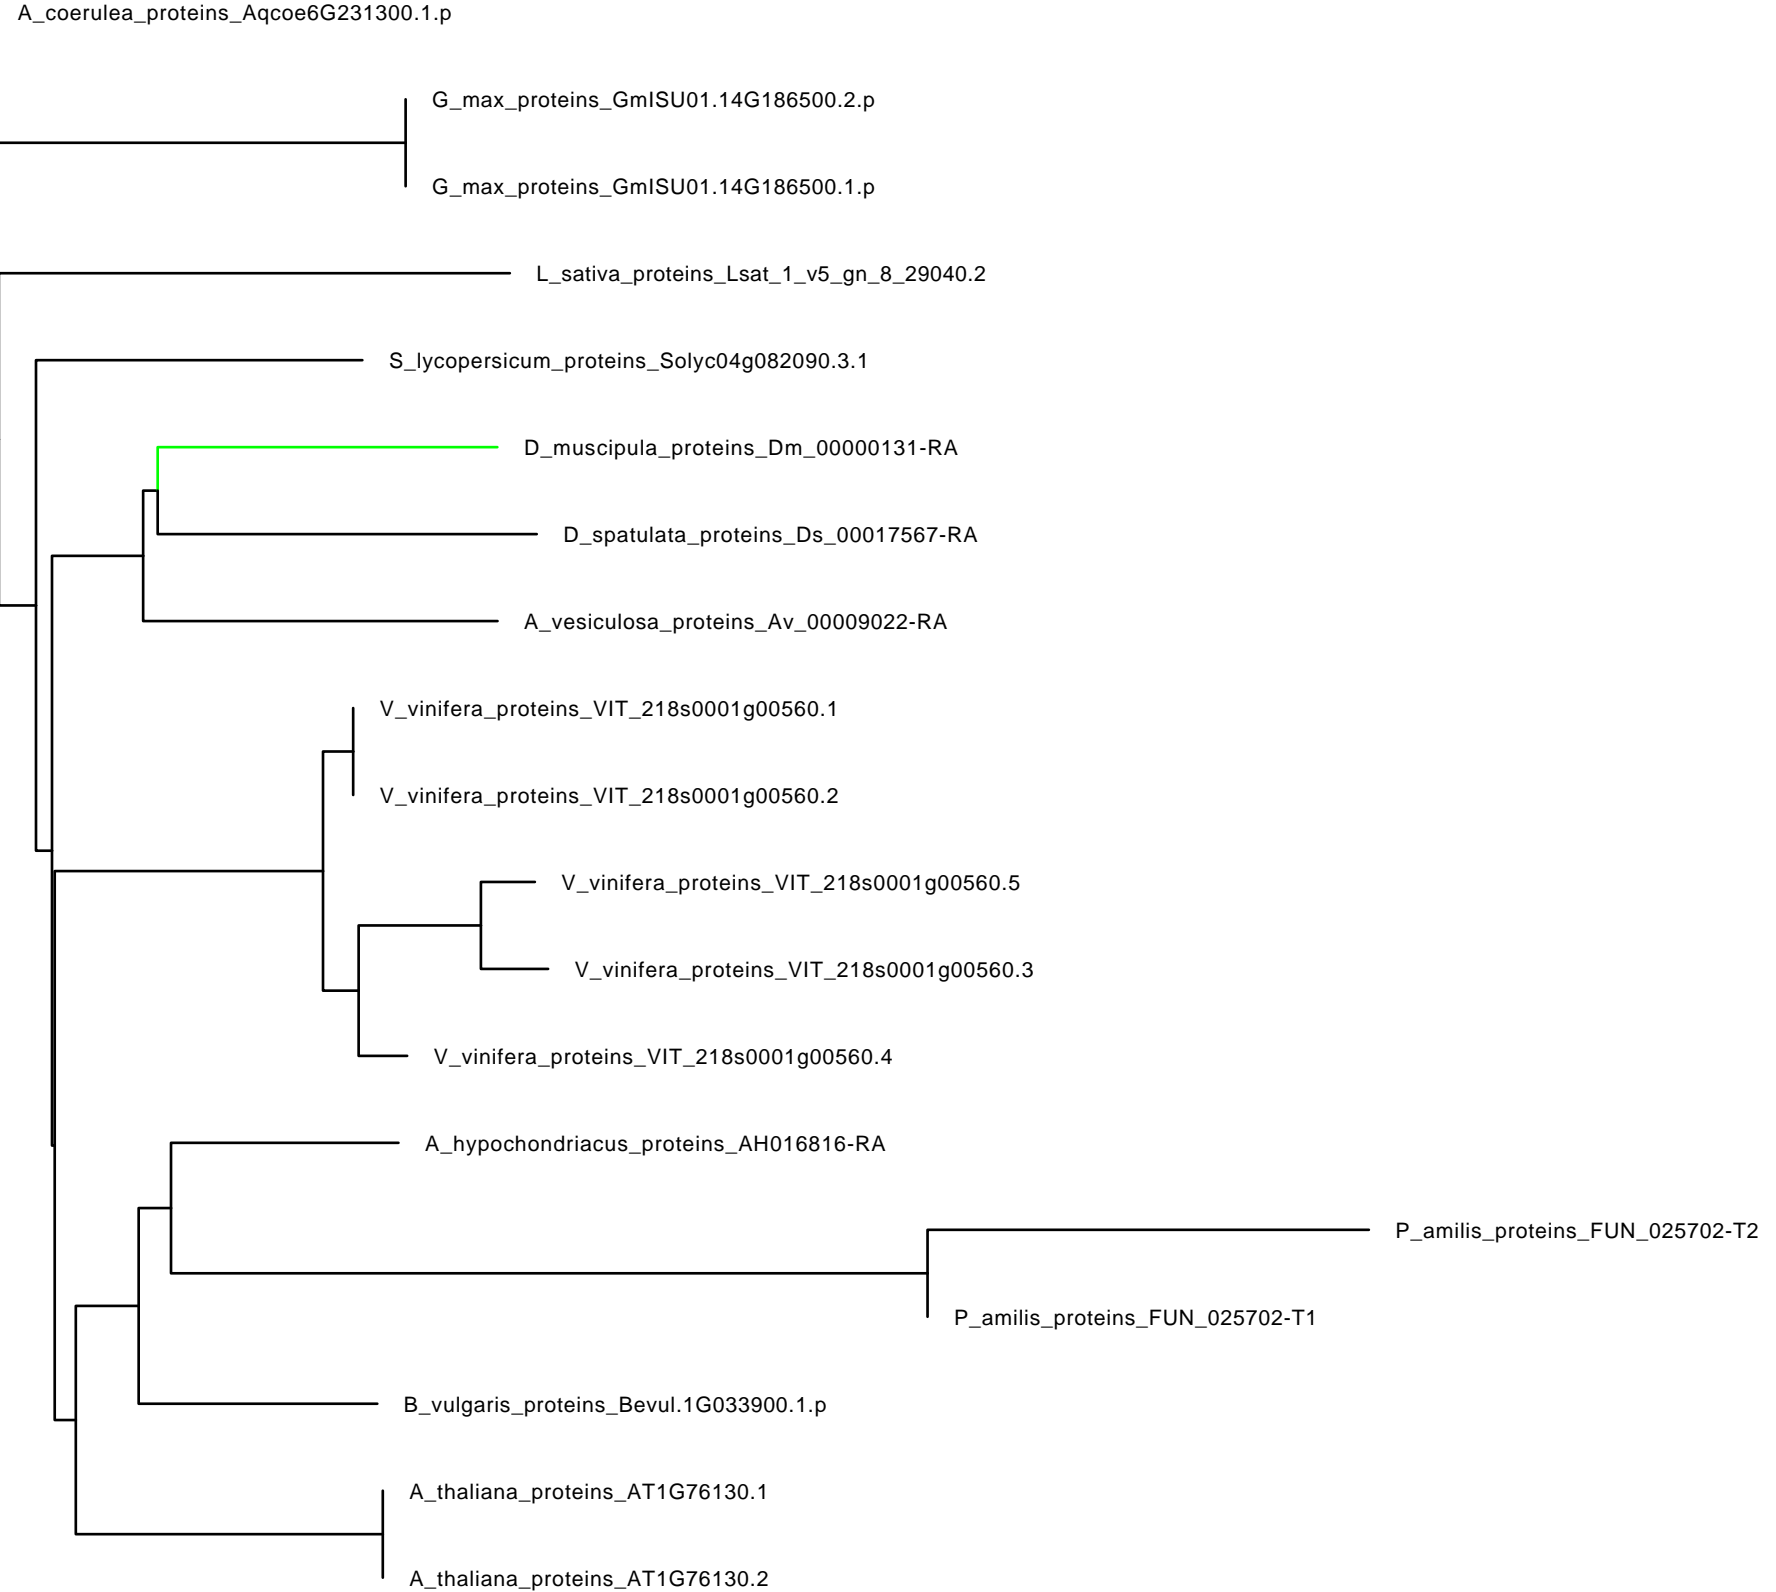 A_coerulea_proteins_Aqcoe6G231300.1.p
G_max_proteins_GmISU01.14G186500.2.p
G_max_proteins_GmISU01.14G186500.1.p
L_sativa_proteins_Lsat_1_v5_gn_8_29040.2
S_lycopersicum_proteins_Solyc04g082090.3.1
D_muscipula_proteins_Dm_00000131-RA
D_spatulata_proteins_Ds_00017567-RA
A_vesiculosa_proteins_Av_00009022-RA
V_vinifera_proteins_VIT_218s0001g00560.1
V_vinifera_proteins_VIT_218s0001g00560.2
V_vinifera_proteins_VIT_218s0001g00560.5
V_vinifera_proteins_VIT_218s0001g00560.3
V_vinifera_proteins_VIT_218s0001g00560.4
A_hypochondriacus_proteins_AH016816-RA
P_amilis_proteins_FUN_025702-T2
P_amilis_proteins_FUN_025702-T1
B_vulgaris_proteins_Bevul.1G033900.1.p
A_thaliana_proteins_AT1G76130.1
A_thaliana_proteins_AT1G76130.2